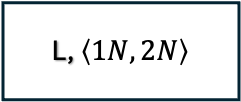 L, ⟨1N, 2N⟩